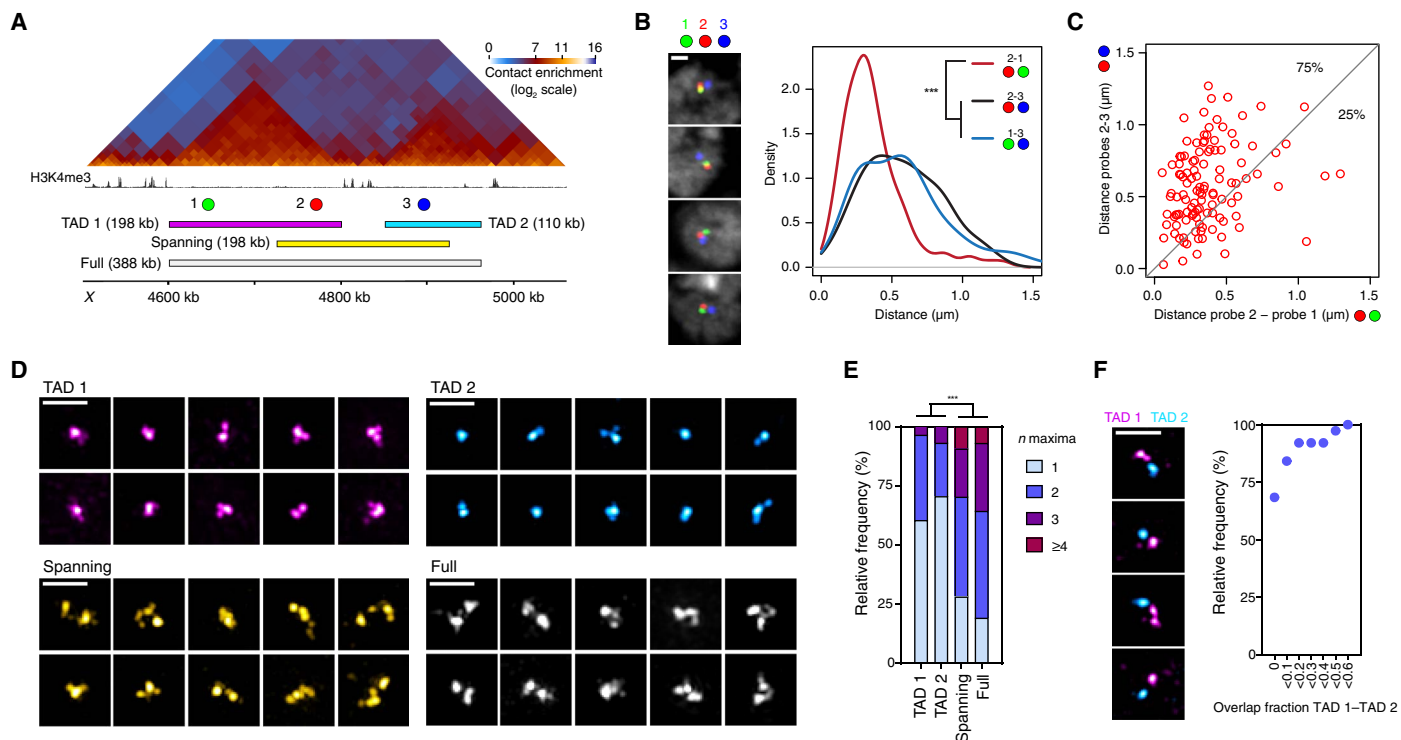 A
0 7 11 16
Contact enrichment
(log2 scale)
H3K4me3
1 2 3
TAD 1 (198 kb)
TAD 2 (110 kb)
Spanning (198 kb)
Full (388 kb)
X 4600 kb 4800 kb 5000 kb
B
1 2 3
Density
2.0
1.5
1.0
0.5
0.0
0.0 0.5 1.0 1.5
Distance (µm)
***
2-1
2-3
1-3
C
Distance probes 2-3 (µm)
1.5
1.0
0.5
0.0
75%
25%
0.0 0.5 1.0 1.5
Distance probe 2 – probe 1 (µm)
D
TAD 1
TAD 2
Spanning
Full
E
***
Relative frequency (%)
100
75
50
25
0
TAD 1
TAD 2
Spanning
Full
n maxima
1
2
3
≥4
F
TAD 1 TAD 2
Relative frequency (%)
100
75
50
25
0
0
<0.1
<0.2
<0.3
<0.4
<0.5
<0.6
Overlap fraction TAD 1–TAD 2